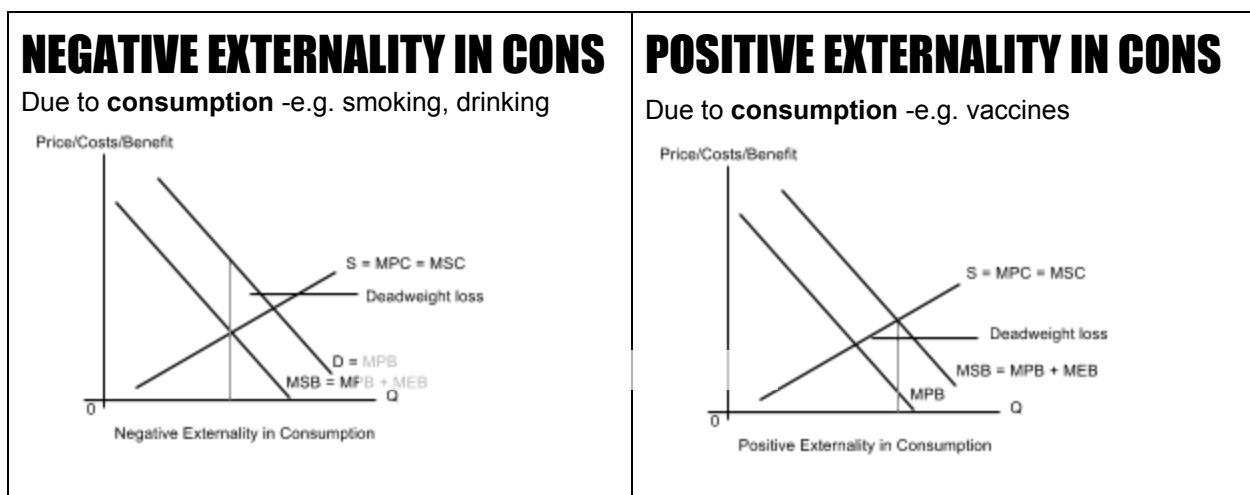 NEGATIVE EXTERNALITY IN CONS
Due to consumption -e.g. smoking, drinking
Price/Costs/Benefit
S = MPC = MSC
Deadweight loss
D = MPB
MSB = MPB + MEB
Q
0
Negative Externality in Consumption
POSITIVE EXTERNALITY IN CONS
Due to consumption -e.g. vaccines
Price/Costs/Benefit
S = MPC = MSC
Deadweight loss
MSB = MPB + MEB
MPB
Q
0
Positive Externality in Consumption